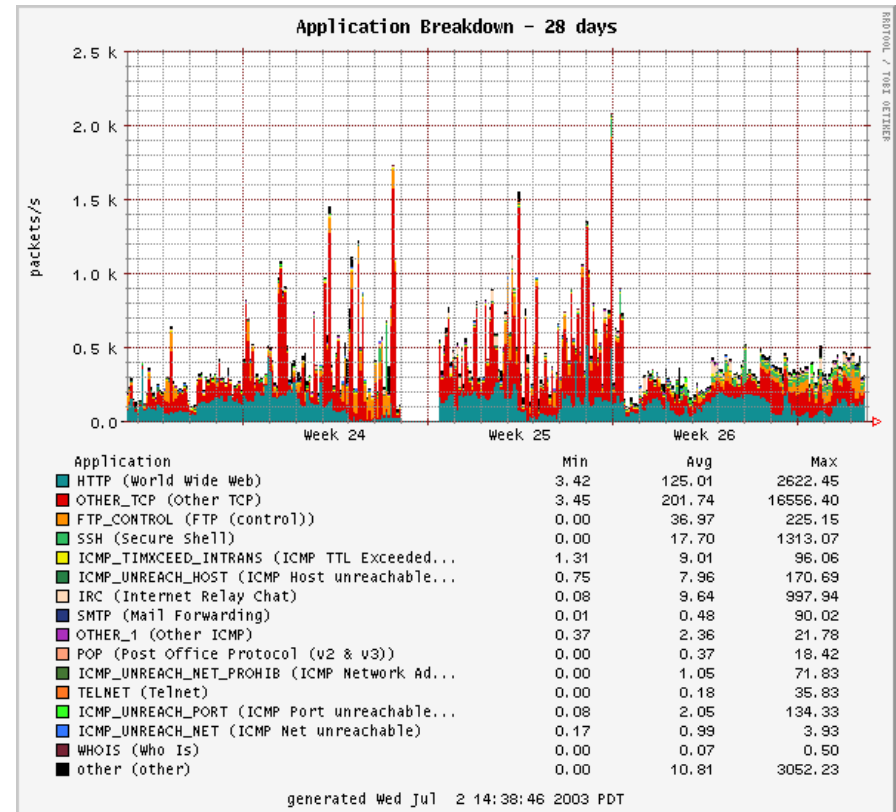 Application Breakdown - 28 days
RRDTOOL / TOBI OETIKER
packets/s
2.5 k
2.0 k
1.5 k
1.0 k
0.5 k
0.0
Week 24 Week 25 Week 26
Application Min Avg Max
HTTP (World Wide Web) 3.42 125.01 2622.45
OTHER_TCP (Other TCP) 3.45 201.74 16556.40
FTP_CONTROL (FTP (control)) 0.00 36.97 225.15
SSH (Secure Shell) 0.00 17.70 1313.07
ICMP_TIMXCEED_INTRANS (ICMP TTL Exceeded... 1.31 9.01 96.06
ICMP_UNREACH_HOST (ICMP Host unreachable... 0.75 7.96 170.69
IRC (Internet Relay Chat) 0.08 9.64 997.94
SMTP (Mail Forwarding) 0.01 0.48 90.02
OTHER_1 (Other ICMP) 0.37 2.36 21.78
POP (Post Office Protocol (v2 & v3)) 0.00 0.37 18.42
ICMP_UNREACH_NET_PROHIB (ICMP Network Ad... 0.00 1.05 71.83
TELNET (Telnet) 0.00 0.18 35.83
ICMP_UNREACH_PORT (ICMP Port unreachable... 0.08 2.05 134.33
ICMP_UNREACH_NET (ICMP Net unreachable) 0.17 0.99 3.93
WHOIS (Who Is) 0.00 0.07 0.50
other (other) 0.00 10.81 3052.23
generated Wed Jul 2 14:38:46 2003 PDT